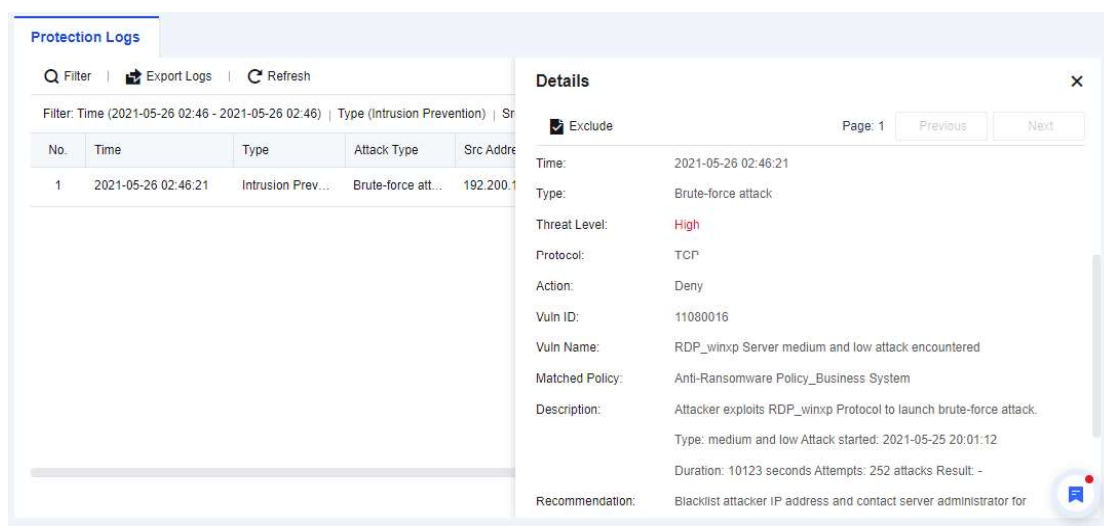 Protection Logs
Filter | Export Logs | Refresh
Filter: Time (2021-05-26 02:46 - 2021-05-26 02:46) | Type (Intrusion Prevention) | Sr
No. Time Type Attack Type Src Addre
1 2021-05-26 02:46:21 Intrusion Prev... Brute-force att... 192.200.1
Details
Exclude Page: 1 Previous Next
Time: 2021-05-26 02:46:21
Type: Brute-force attack
Threat Level: High
Protocol: TCP
Action: Deny
Vuln ID: 11080016
Vuln Name: RDP_winxp Server medium and low attack encountered
Matched Policy: Anti-Ransomware Policy_Business System
Description: Attacker exploits RDP_winxp Protocol to launch brute-force attack.
Type: medium and low Attack started: 2021-05-25 20:01:12
Duration: 10123 seconds Attempts: 252 attacks Result: -
Recommendation: Blacklist attacker IP address and contact server administrator for